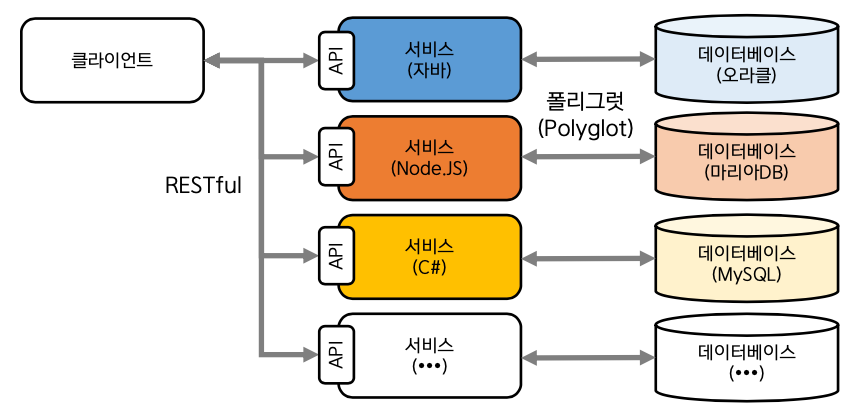 클라이언트
RESTful
API
서비스
(자바)
데이터베이스
(오라클)
폴리그럿
(Polyglot)
API
서비스
(Node.JS)
데이터베이스
(마리아DB)
API
서비스
(C#)
데이터베이스
(MySQL)
API
서비스
(•••)
데이터베이스
(•••)